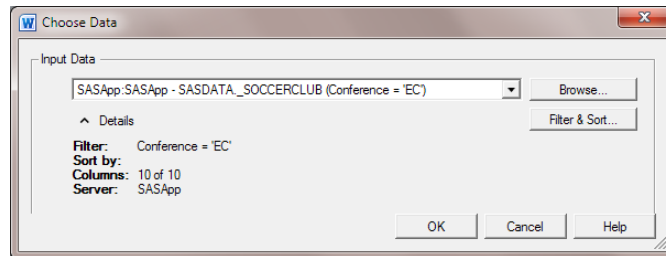 Choose Data
Input Data
SASApp:SASApp - SASDATA._SOCCERCLUB (Conference = 'EC')
Browse...
Details
Filter & Sort...
Filter: Conference = 'EC'
Sort by:
Columns: 10 of 10
Server: SASApp
OK Cancel Help